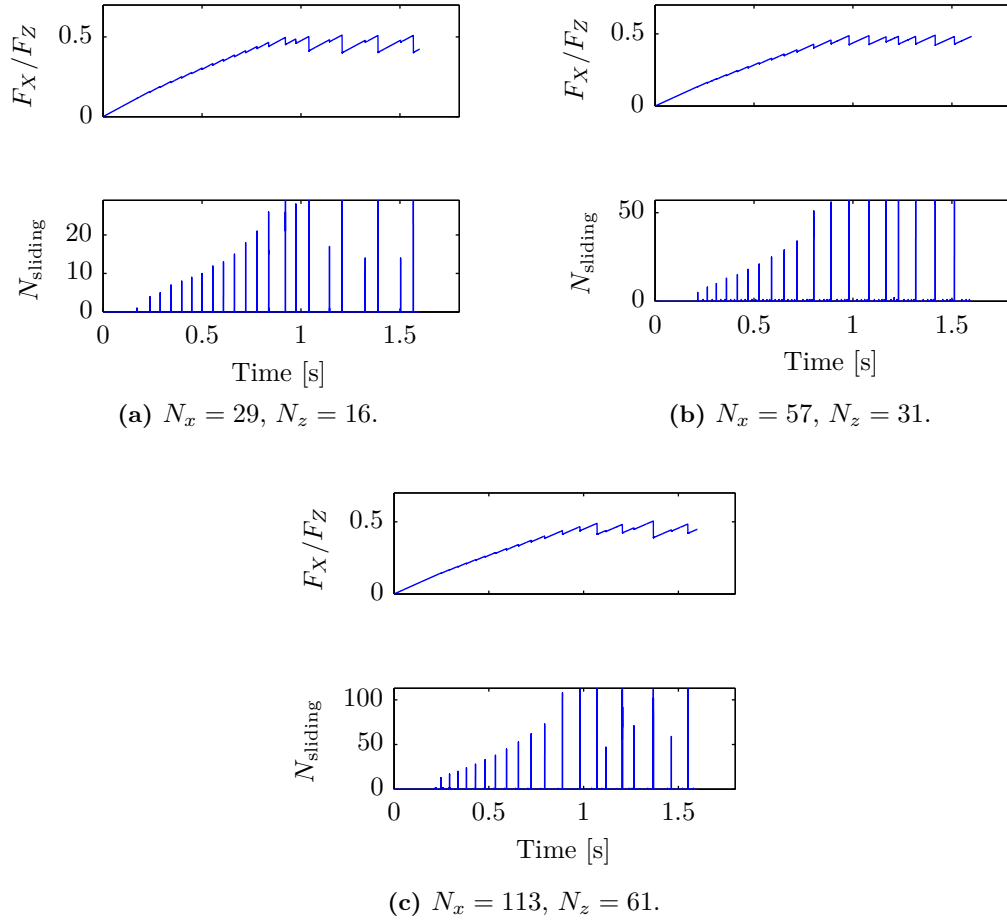 F_X/F_Z
0.5
0
N_sliding
20
10
0
0 0.5 1 1.5
Time [s]
(a) N_x = 29, N_z = 16.
F_X/F_Z
0.5
0
N_sliding
50
0
0 0.5 1 1.5
Time [s]
(b) N_x = 57, N_z = 31.
F_X/F_Z
0.5
0
N_sliding
100
50
0
0 0.5 1 1.5
Time [s]
(c) N_x = 113, N_z = 61.